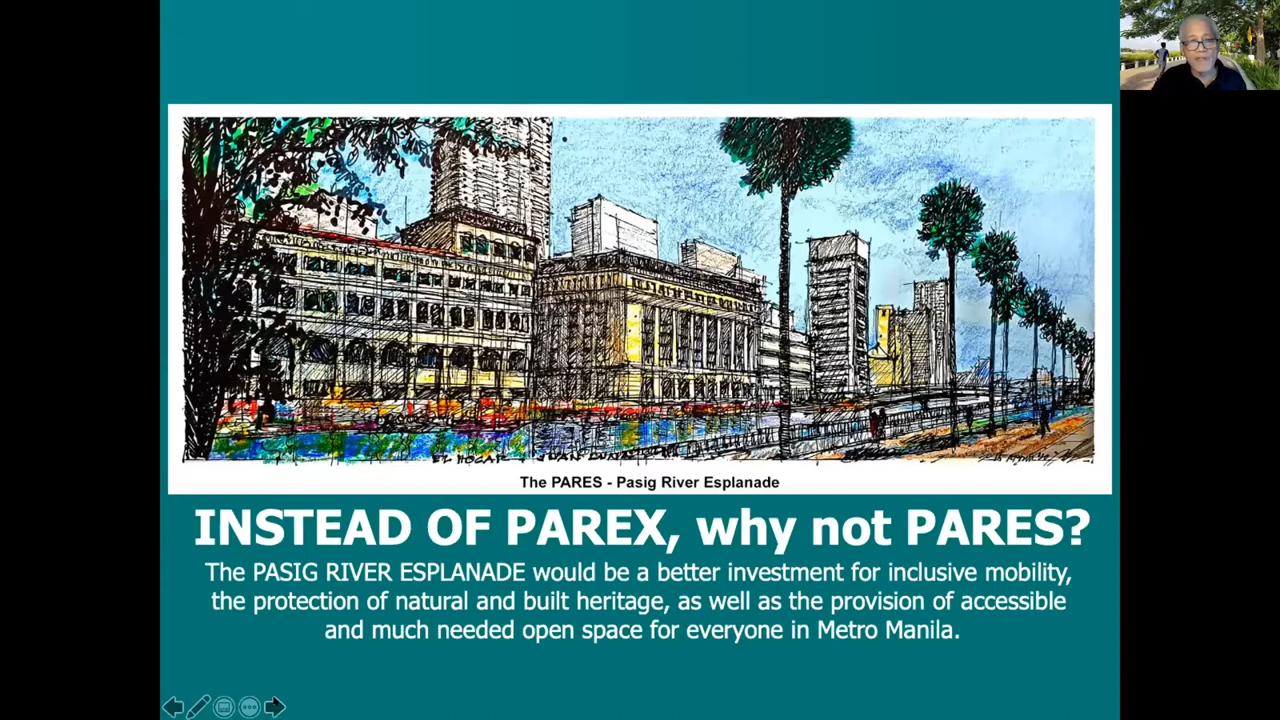 EL HOGAR
The PARES - Pasig River Esplanade
INSTEAD OF PAREX, why not PARES?
The PASIG RIVER ESPLANADE would be a better investment for inclusive mobility,
the protection of natural and built heritage, as well as the provision of accessible
and much needed open space for everyone in Metro Manila.